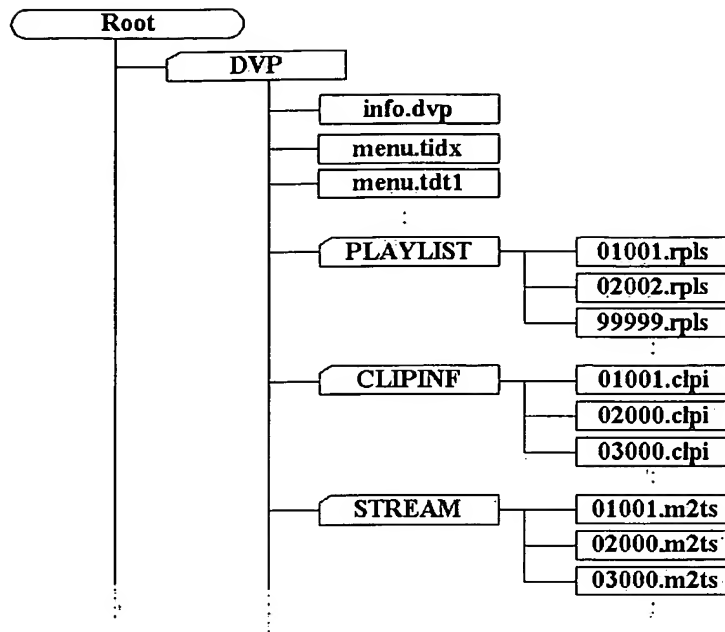 Root
DVP
info.dvp
menu.tidx
menu.tdt1
PLAYLIST
01001.rpls
02002.rpls
99999.rpls
CLIPINF
01001.clpi
02000.clpi
03000.clpi
STREAM
01001.m2ts
02000.m2ts
03000.m2ts